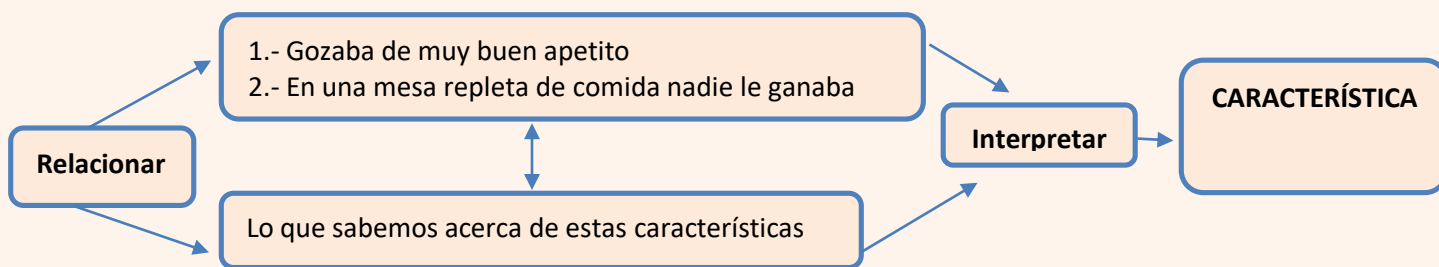 1.- Gozaba de muy buen apetito
2.- En una mesa repleta de comida nadie le ganaba
Relacionar
Lo que sabemos acerca de estas características
Interpretar
CARACTERÍSTICA